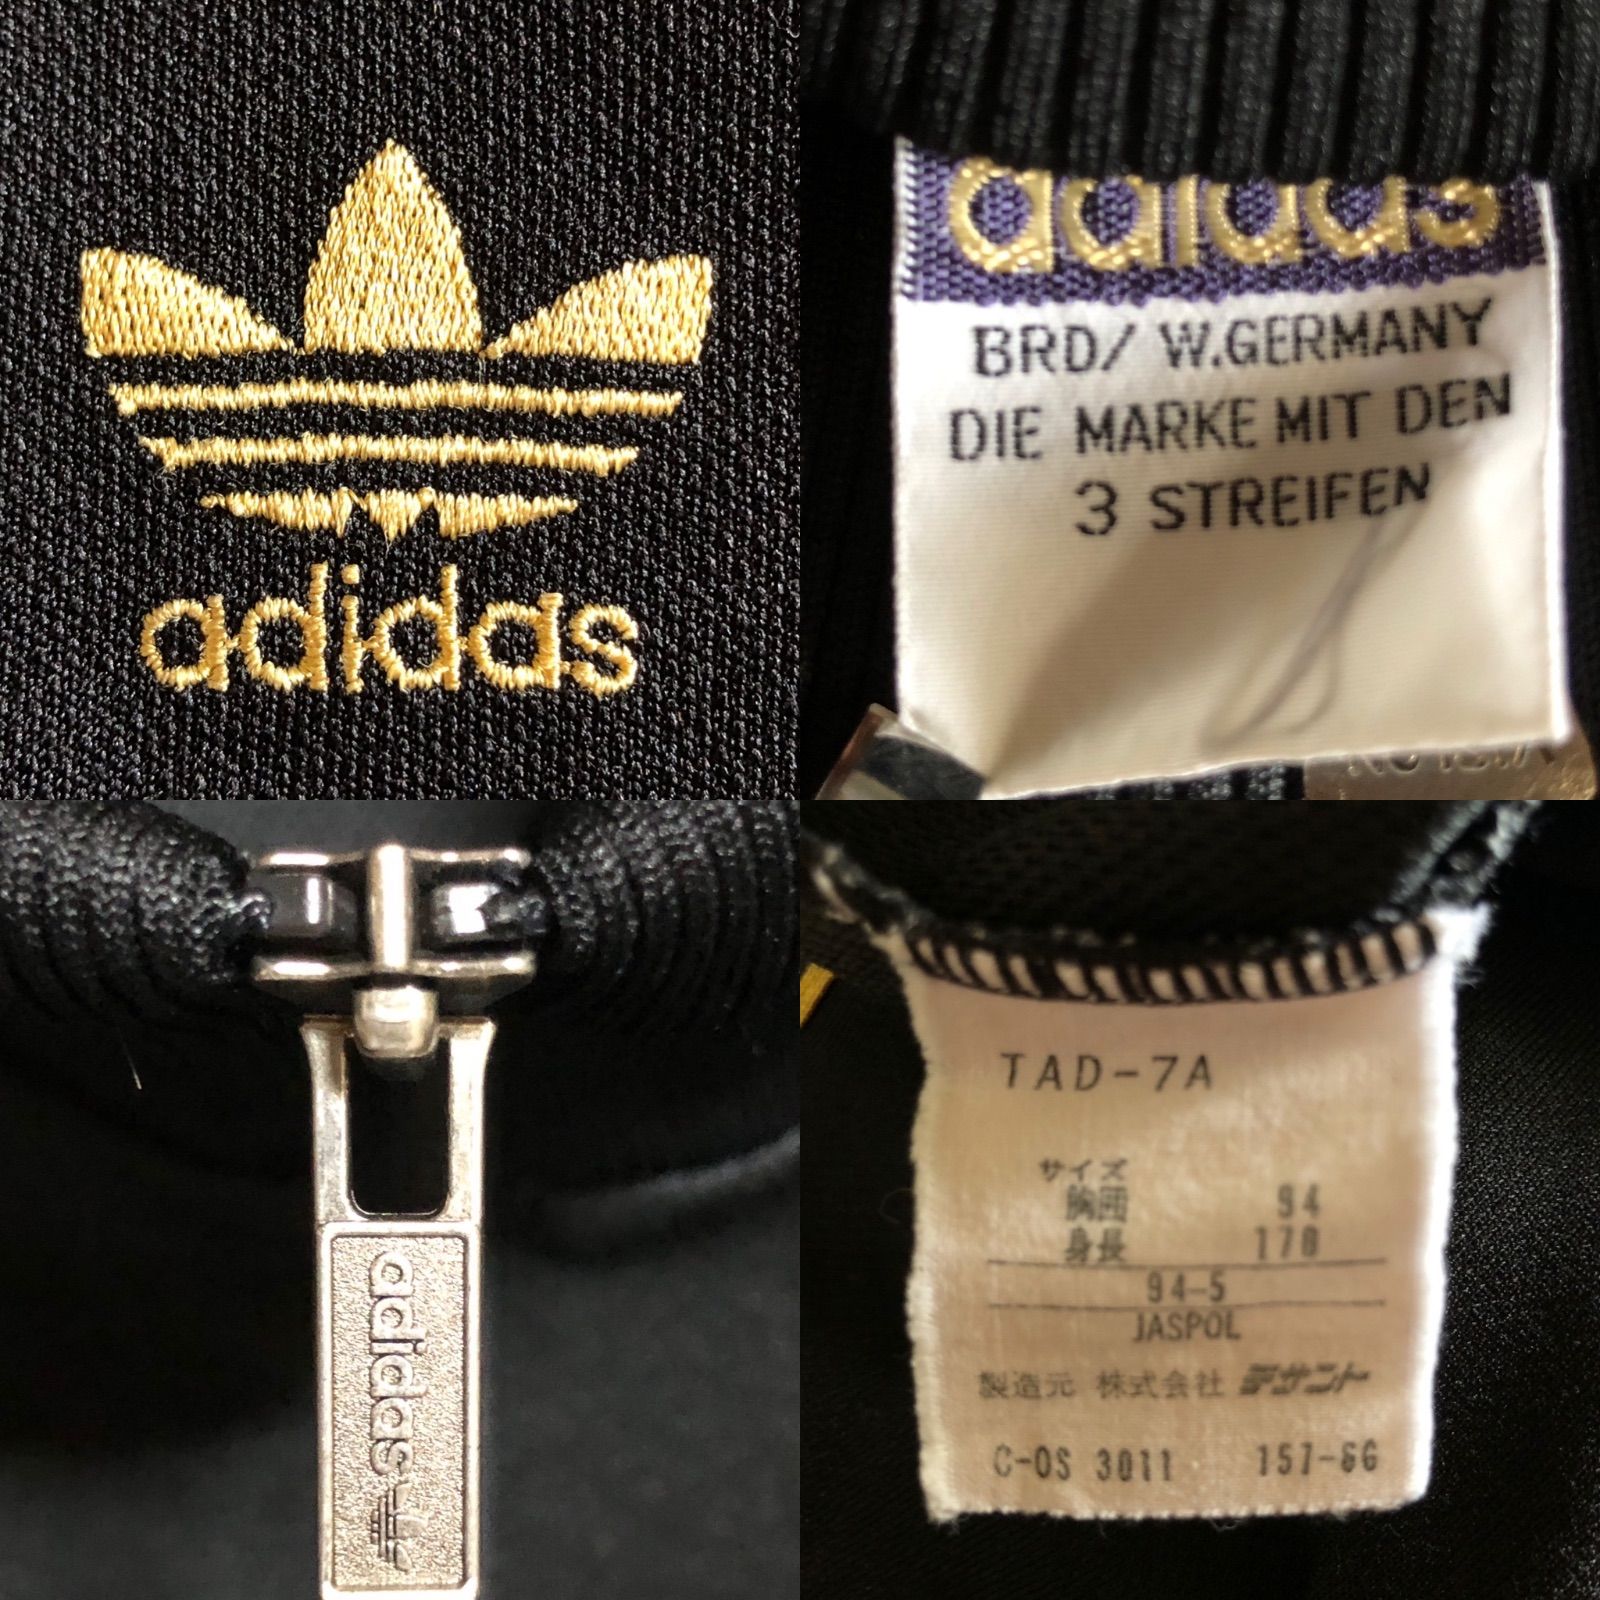 adidas
adidas
BRD/ W.GERMANY
DIE MARKE MIT DEN
3 STREIFEN
adidas
TAD-7A
サイズ
胸囲 94
身長 170
94-5
JASPOL
製造元 株式会社 デサント
C-OS 3011 157-6G